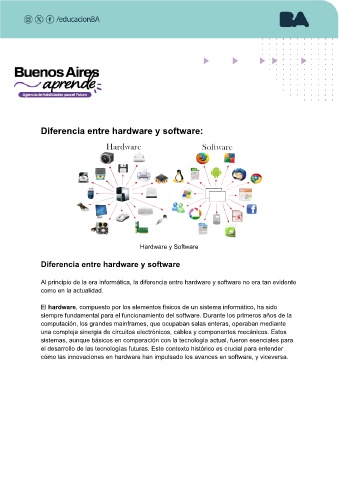 /educacionBA
BA
Buenos Aires
aprende
Agencia de Habilidades para el Futuro
Diferencia entre hardware y software:
Hardware Software
Hardware y Software
Diferencia entre hardware y software
Al principio de la era informática, la diferencia entre hardware y software no era tan evidente
como en la actualidad.
El hardware, compuesto por los elementos físicos de un sistema informático, ha sido
siempre fundamental para el funcionamiento del software. Durante los primeros años de la
computación, los grandes mainframes, que ocupaban salas enteras, operaban mediante
una compleja sinergia de circuitos electrónicos, cables y componentes mecánicos. Estos
sistemas, aunque básicos en comparación con la tecnología actual, fueron esenciales para
el desarrollo de las tecnologías futuras. Este contexto histórico es crucial para entender
cómo las innovaciones en hardware han impulsado los avances en software, y viceversa.